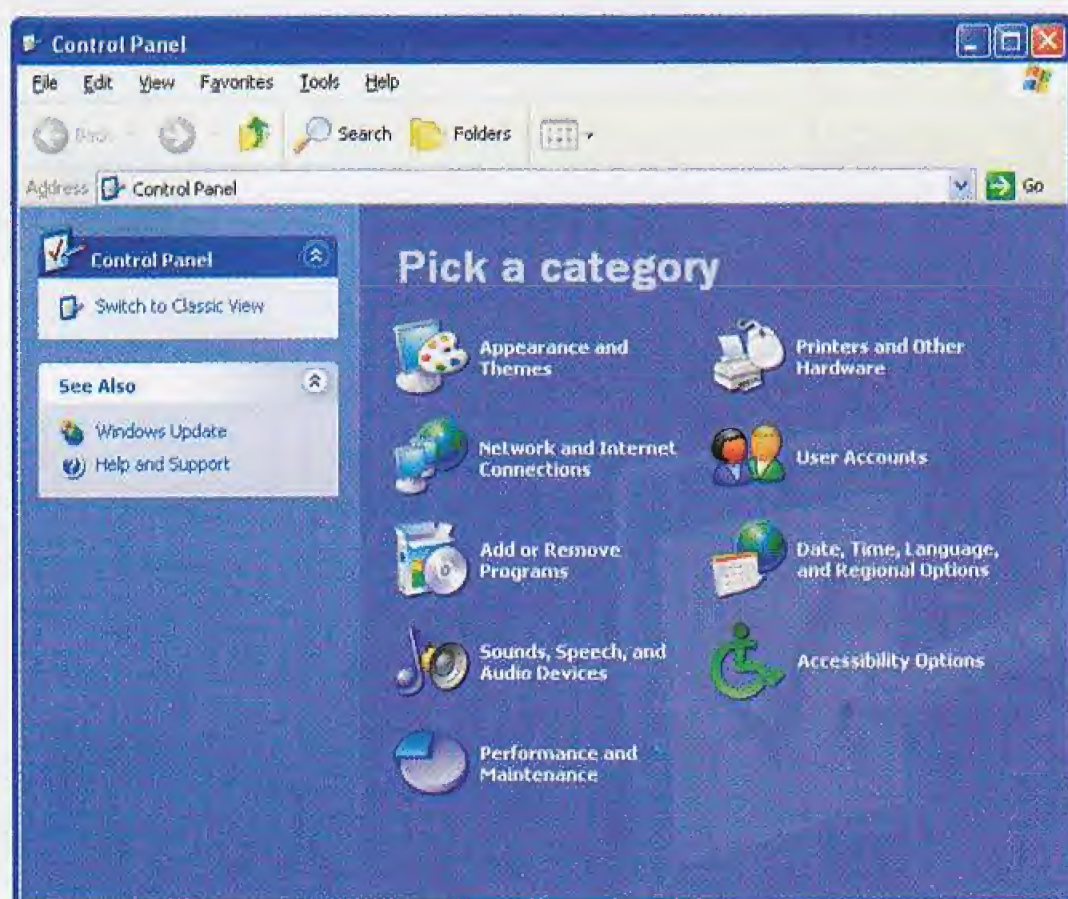 Control Panel
File Edit View Favorites Tools Help
Back Search Folders
Address Control Panel Go
Control Panel
Switch to Classic View
See Also
Windows Update
Help and Support
Pick a category
Appearance and
Themes
Printers and Other
Hardware
Network and Internet
Connections
User Accounts
Add or Remove
Programs
Date, Time, Language,
and Regional Options
Sounds, Speech, and
Audio Devices
Accessibility Options
Performance and
Maintenance